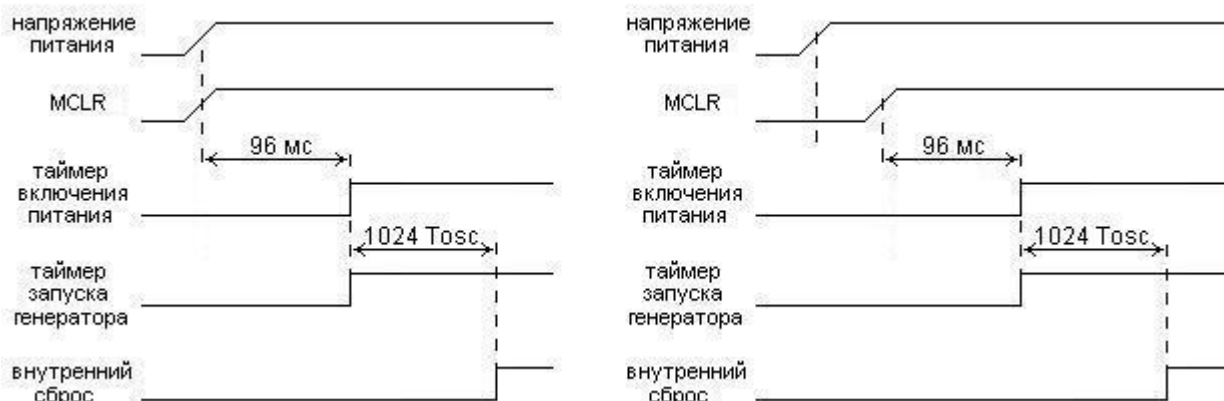 напряжение
питания
MCLR
96 мс
таймер
включения
питания
1024 Tosc
таймер
запуска
генератора
внутренний
сброс
напряжение
питания
MCLR
96 мс
таймер
включения
питания
1024 Tosc
таймер
запуска
генератора
внутренний
сброс